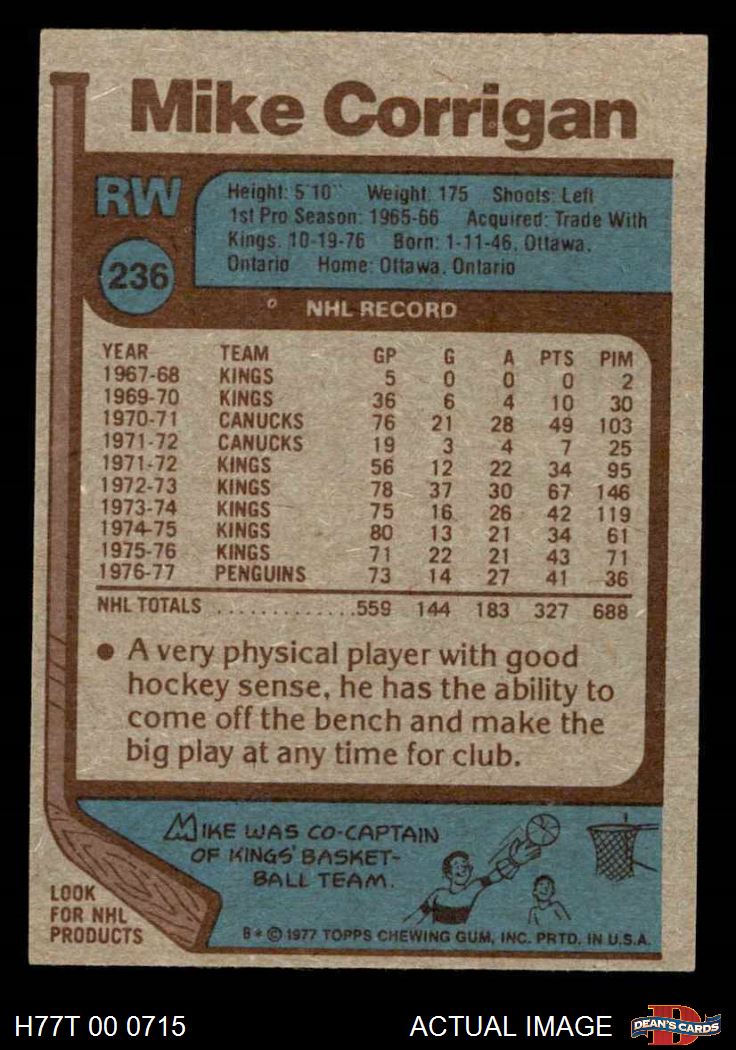 Mike Corrigan
RW
236
Height: 5'10" Weight: 175 Shoots: Left
1st Pro Season: 1965-66 Acquired: Trade With
Kings, 10-19-76 Born: 1-11-46, Ottawa,
Ontario Home: Ottawa, Ontario
NHL RECORD
YEAR TEAM GP G A PTS PIM
1967-68 KINGS 5 0 0 0 2
1969-70 KINGS 36 6 4 10 30
1970-71 CANUCKS 76 21 28 49 103
1971-72 CANUCKS 19 3 4 7 25
1971-72 KINGS 56 12 22 34 95
1972-73 KINGS 78 37 30 67 146
1973-74 KINGS 75 16 26 42 119
1974-75 KINGS 80 13 21 34 61
1975-76 KINGS 71 22 21 43 71
1976-77 PENGUINS 73 14 27 41 36
NHL TOTALS ..............559 144 183 327 688
● A very physical player with good
hockey sense, he has the ability to
come off the bench and make the
big play at any time for club.
MIKE WAS CO-CAPTAIN
OF KINGS' BASKET-
BALL TEAM.
LOOK
FOR NHL
PRODUCTS
B* © 1977 TOPPS CHEWING GUM, INC. PRTD. IN U.S.A.
H77T 00 0715
ACTUAL IMAGE
D
DEAN'S CARDS